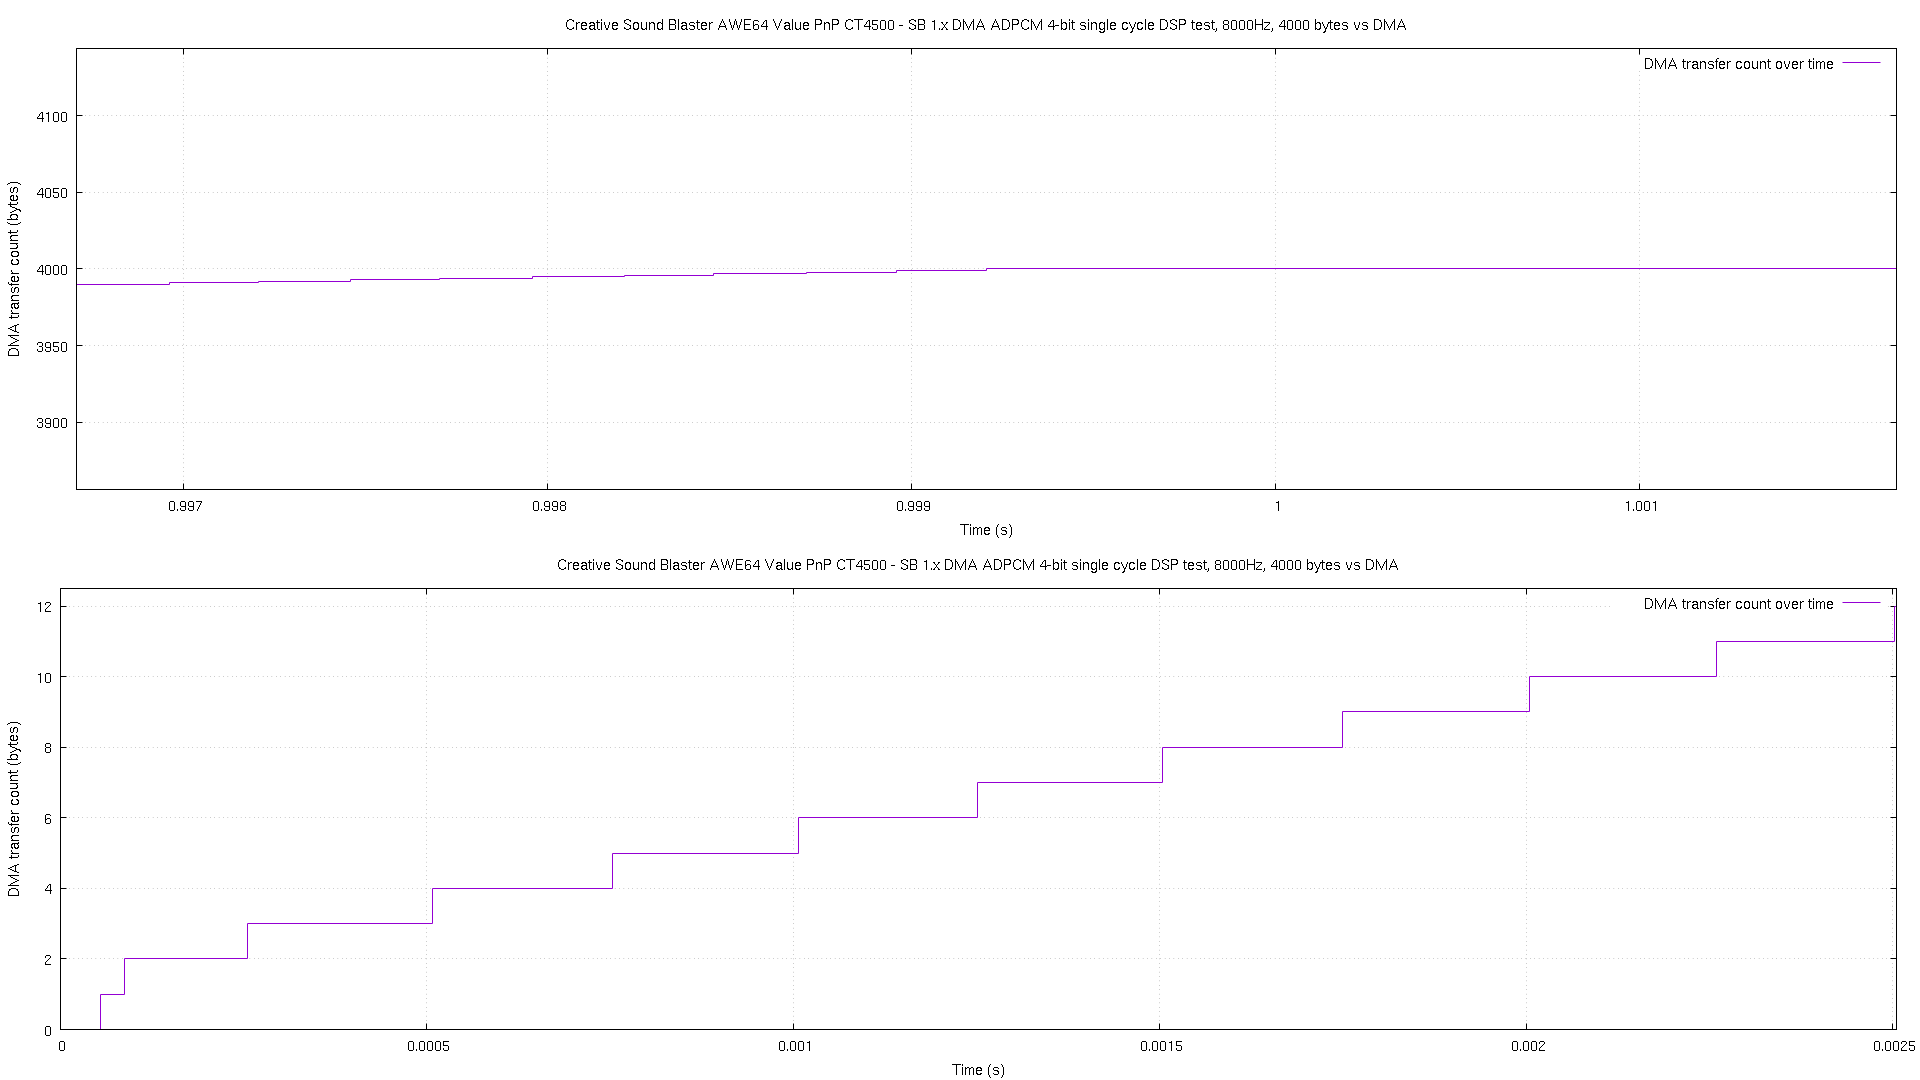 Creative Sound Blaster AWE64 Value PnP CT4500 - SB 1.x DMA ADPCM 4-bit single cycle DSP test, 8000Hz, 4000 bytes vs DMA
DMA transfer count over time
4100
4050
4000
3950
3900
DMA transfer count (bytes)
0.997 0.998 0.999 1 1.001
Time (s)
Creative Sound Blaster AWE64 Value PnP CT4500 - SB 1.x DMA ADPCM 4-bit single cycle DSP test, 8000Hz, 4000 bytes vs DMA
DMA transfer count over time
12
10
8
6
4
2
0
DMA transfer count (bytes)
0 0.0005 0.001 0.0015 0.002 0.0025
Time (s)